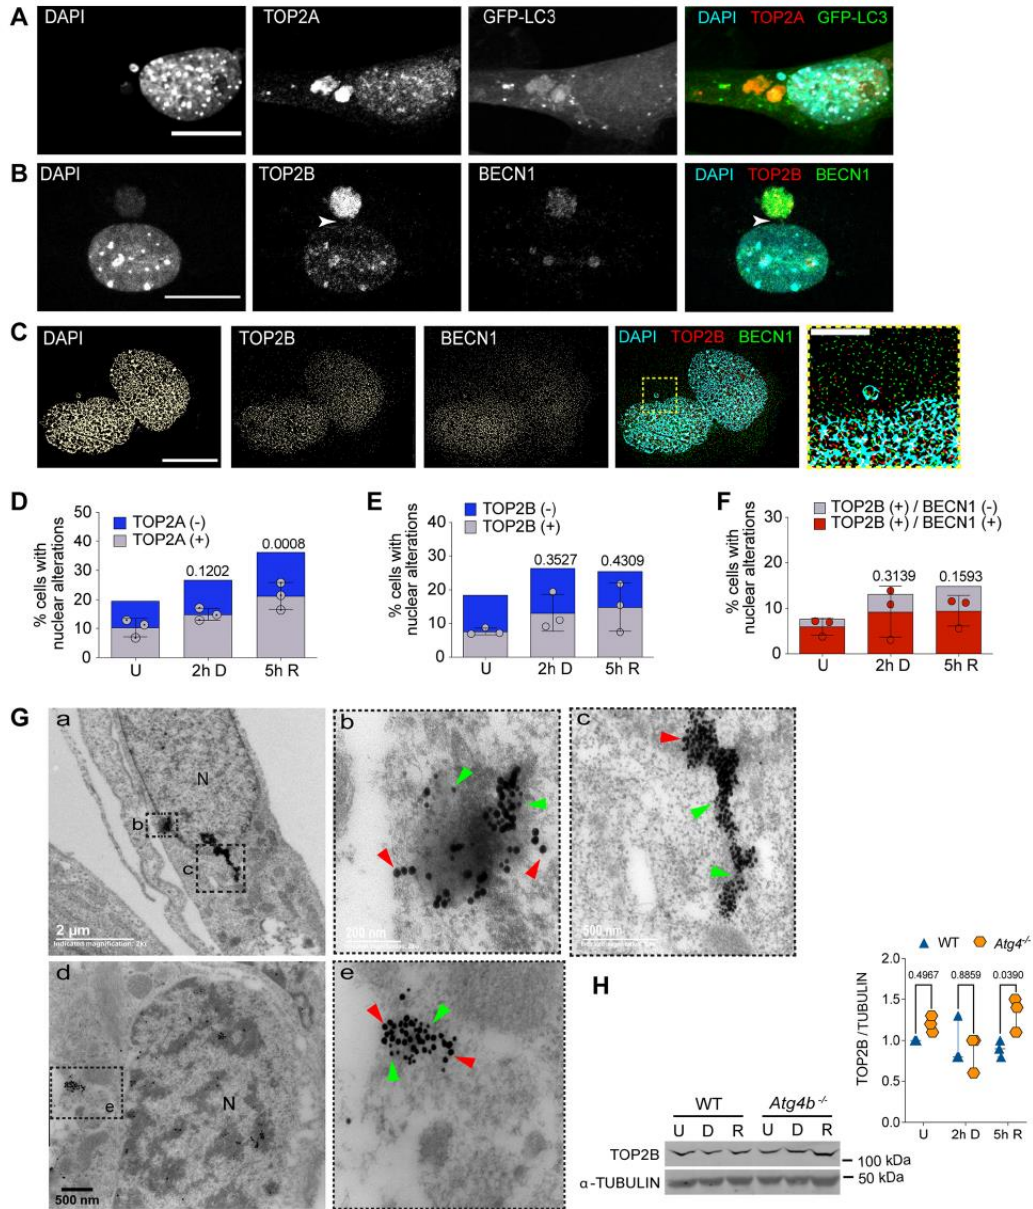 A
DAPI
TOP2A
GFP-LC3
DAPI TOP2A GFP-LC3
B
DAPI
TOP2B
BECN1
DAPI TOP2B BECN1
C
DAPI
TOP2B
BECN1
DAPI TOP2B BECN1
D
TOP2A (-)
TOP2A (+)
% cells with
nuclear alterations
50
40
30
20
10
0
0.1202
0.0008
U 2h D 5h R
E
TOP2B (-)
TOP2B (+)
% cells with
nuclear alterations
40
20
0
0.3527
0.4309
U 2h D 5h R
F
TOP2B (+) / BECN1 (-)
TOP2B (+) / BECN1 (+)
% cells with
nuclear alterations
30
20
10
0
0.3139
0.1593
U 2h D 5h R
G
a
N
b
c
2 µm
Indicated magnification: 2x)
b
200 nm
c
500 nm
d
e
N
500 nm
e
H
WT Atg4b-/-
U D R U D R
TOP2B
100 kDa
α-TUBULIN
50 kDa
WT Atg4-/-
TOP2B / TUBULIN
2.0
1.5
1.0
0.5
0.0
0.4967 0.8859 0.0390
U 2h D 5h R